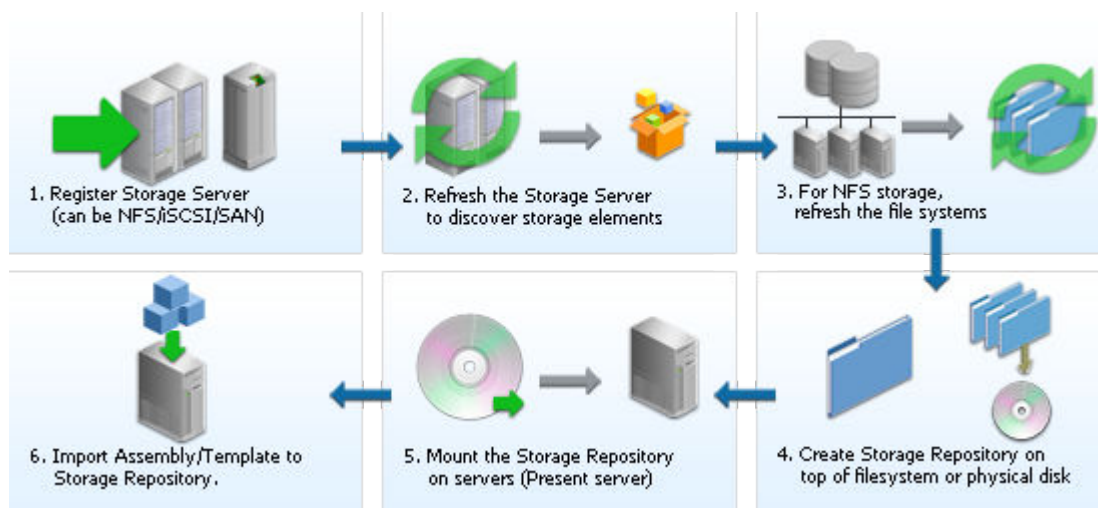 1. Register Storage Server
(can be NFS/iSCSI/SAN)
2. Refresh the Storage Server
to discover storage elements
3. For NFS storage,
refresh the file systems
4. Create Storage Repository on
top of filesystem or physical disk
5. Mount the Storage Repository
on servers (Present server)
6. Import Assembly/Template to
Storage Repository.